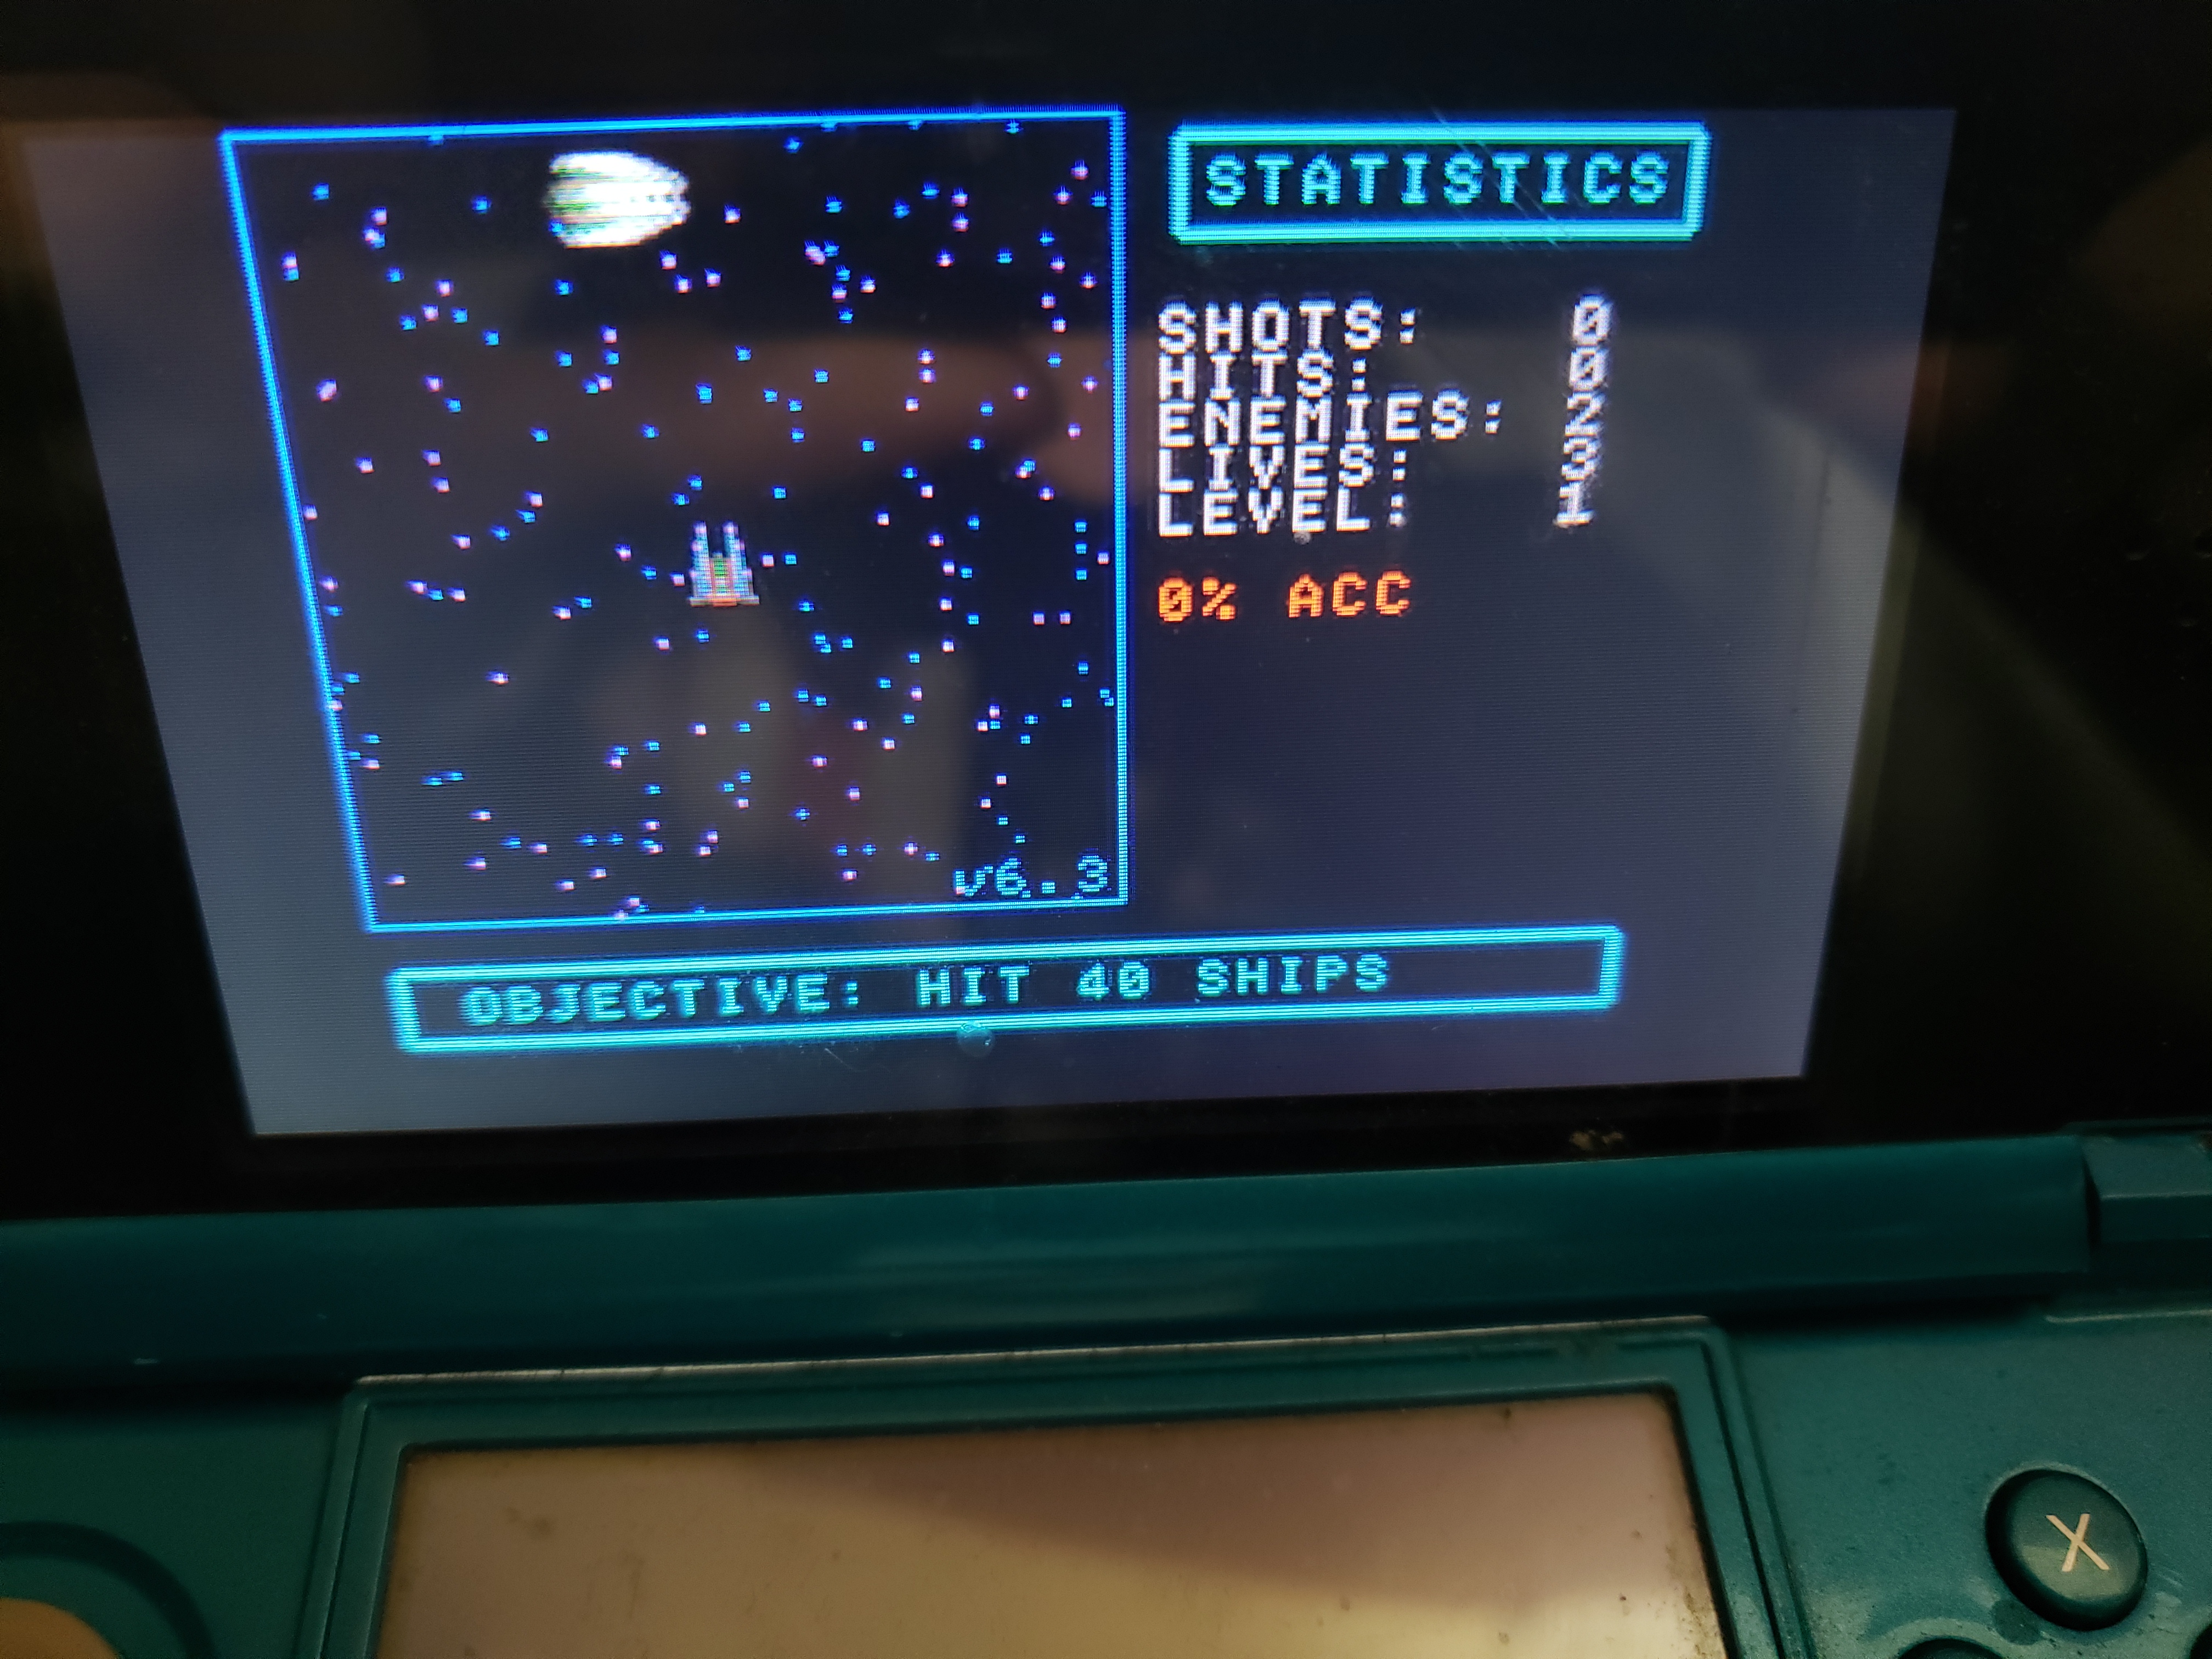 STATISTICS
SHOTS: 0
HITS: 0
ENEMIES: 2
LIVES: 3
LEVEL: 1
0% ACC
v6.3
OBJECTIVE: HIT 40 SHIPS
X